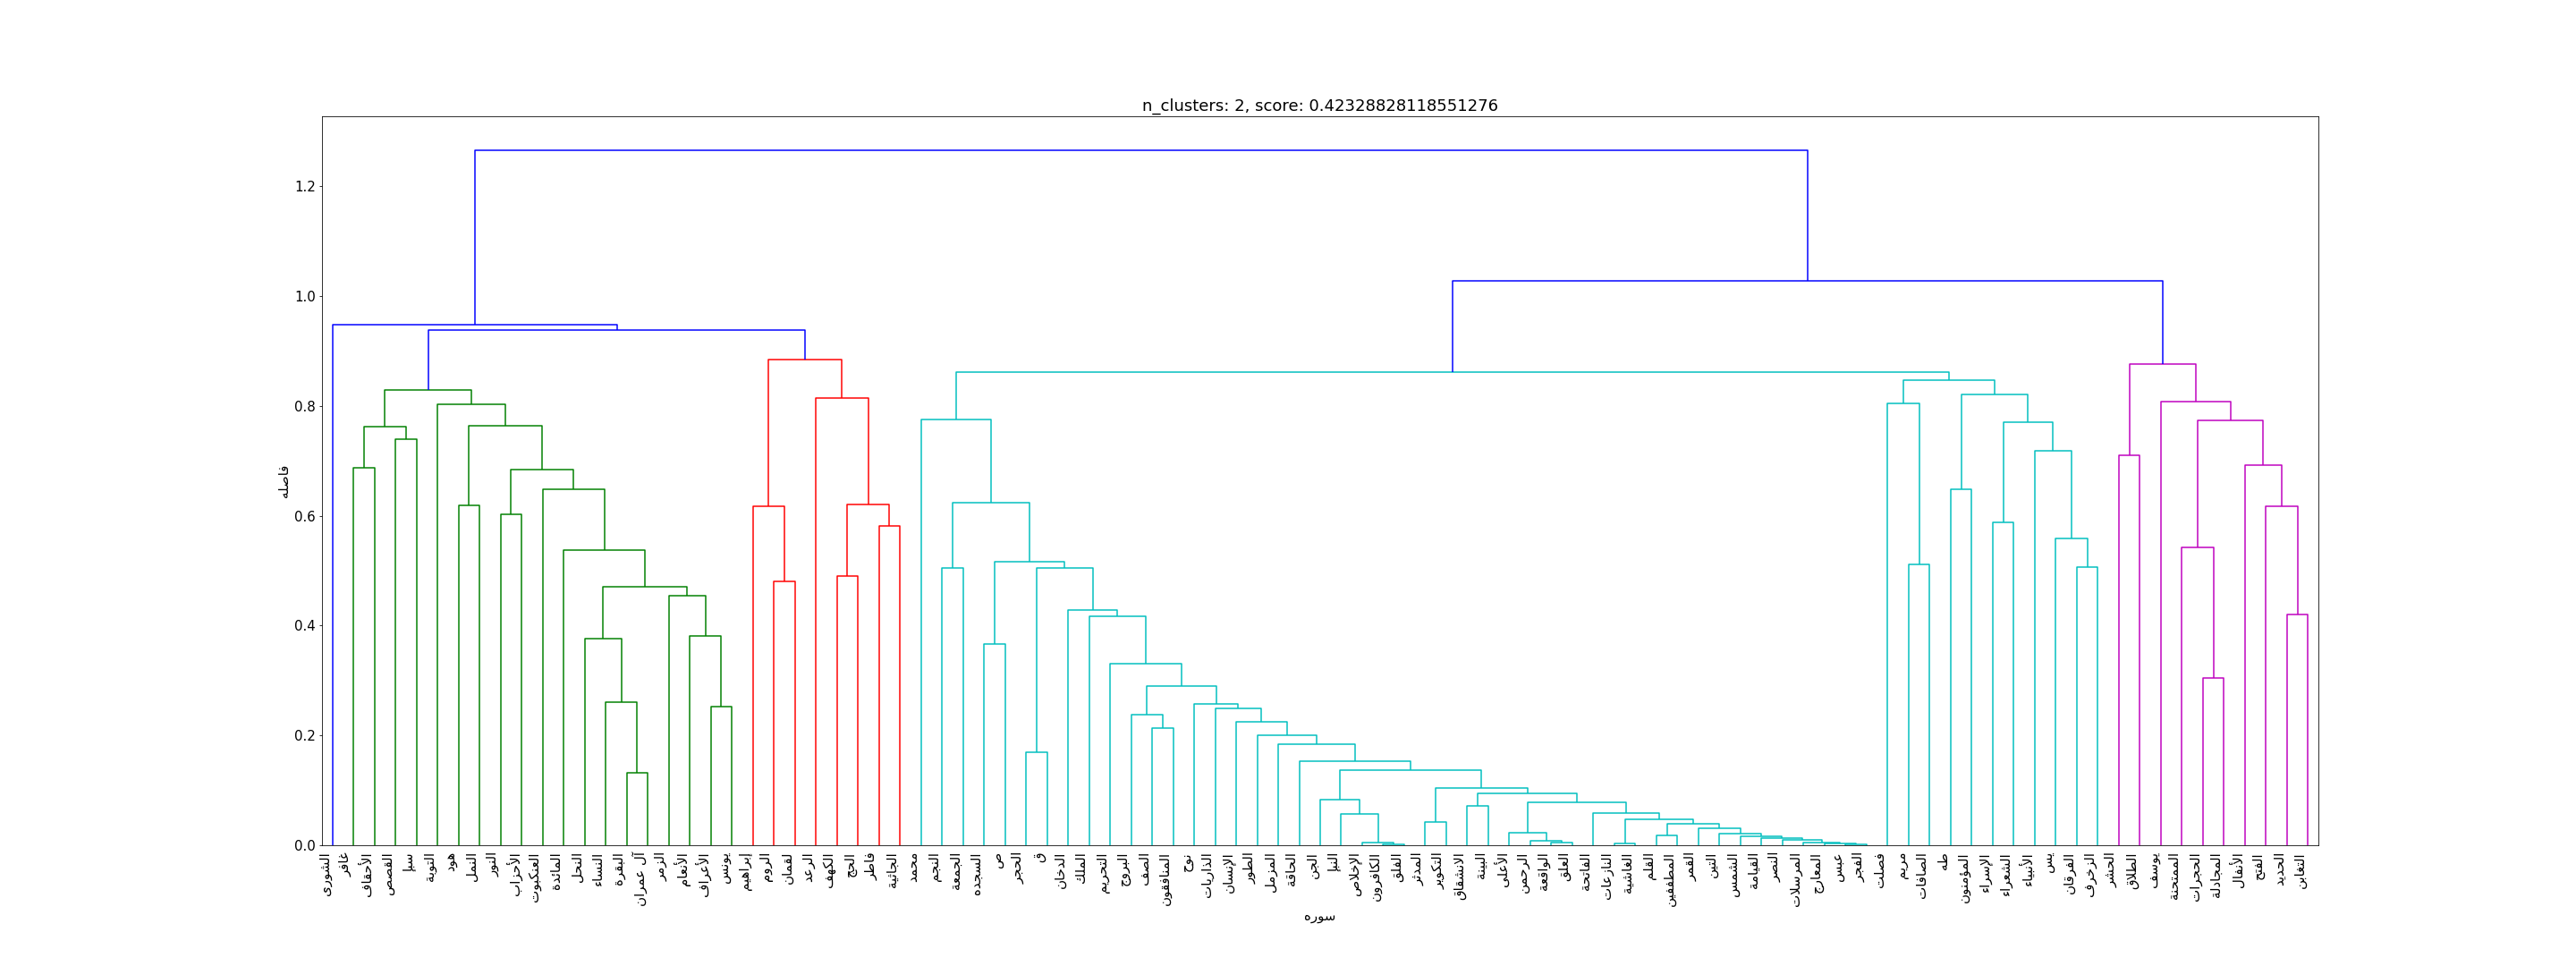 n_clusters: 2, score: 0.42328828118551276
1.2
1.0
0.8
0.6
0.4
0.2
0.0
فاصله
الشورى
غافر
الأحقاف
القصص
سبإ
التوبة
هود
النمل
النور
الأحزاب
العنكبوت
المائدة
النحل
النساء
البقرة
آل عمران
الزمر
الأنعام
الأعراف
يونس
إبراهيم
الروم
لقمان
الرعد
الكهف
الحج
فاطر
الجاثية
محمد
النجم
الجمعة
السجده
ص
الحجر
ق
الدخان
الملك
التحريم
البروج
الصف
المنافقون
نوح
الذاريات
الإنسان
الطور
المزمل
الحاقة
الجن
النبإ
الإخلاص
الكافرون
الفلق
المدثر
التكوير
الانشقاق
البينة
الأعلى
الرحمن
الواقعة
العلق
الفاتحة
النازعات
الغاشية
القلم
المطففين
القمر
التين
الشمس
القيامة
النصر
المرسلات
المعارج
عبس
الفجر
فصلت
مريم
الصافات
طه
المؤمنون
الإسراء
الشعراء
الأنبياء
يس
الفرقان
الزخرف
الحشر
الطلاق
يوسف
الممتحنة
الحجرات
المجادلة
الأنفال
الفتح
الحديد
التغابن
سوره